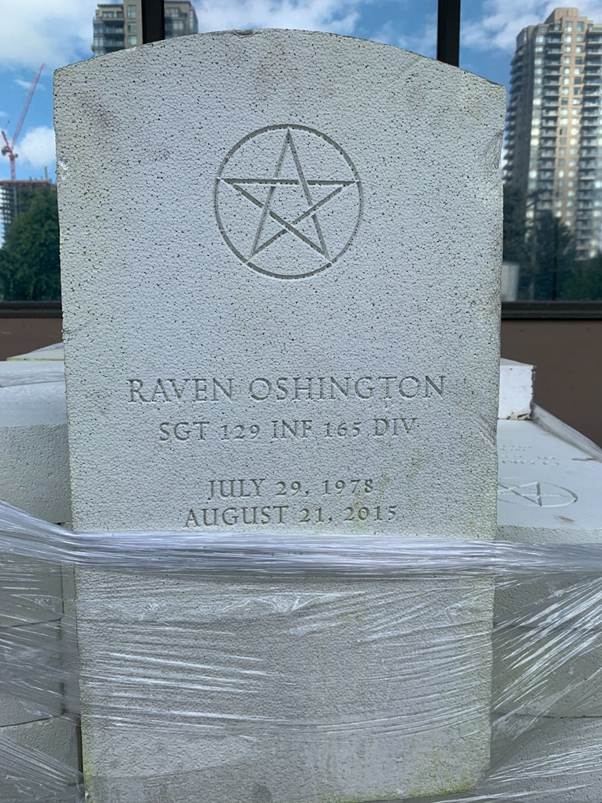 RAVEN OSHINGTON
SGT 129 INF 165 DIV
JULY 29, 1978
AUGUST 21, 2015